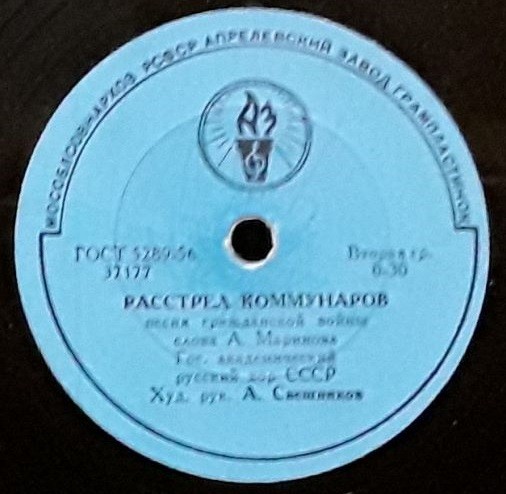 МОСОБЛСОВНАРХОЗ РСФСР АПРЕЛЕВСКИЙ ЗАВОД ГРАМПЛАСТИНОК
АЗ
ГОСТ 5289-56
37177
Вторая гр.
6-30
РАССТРЕЛ КОММУНАРОВ
песня гражданской войны
слова А. Маринова
Гос. академический
русский хор СССР
Худ. рук. А. Свешников